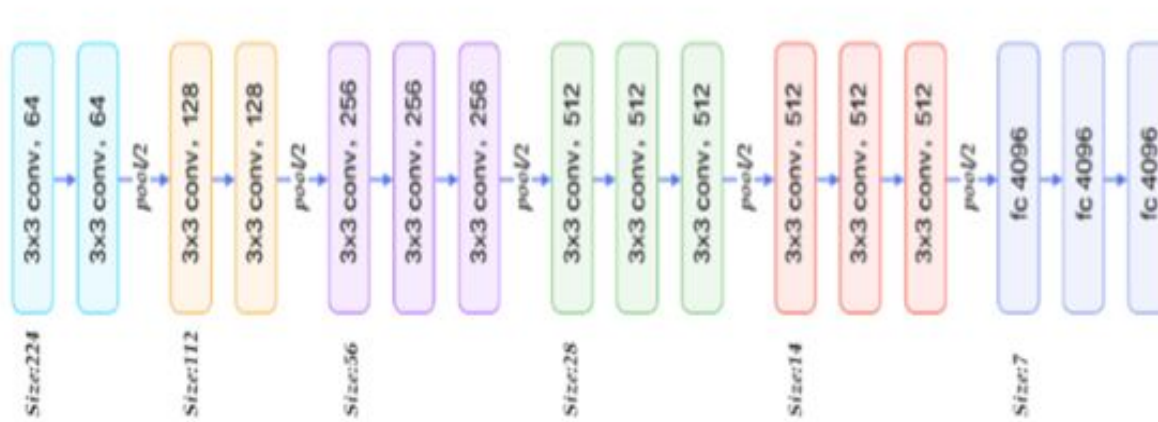 3x3 conv, 64
3x3 conv, 64
pool/2
3x3 conv, 128
3x3 conv, 128
pool/2
3x3 conv, 256
3x3 conv, 256
3x3 conv, 256
pool/2
3x3 conv, 512
3x3 conv, 512
3x3 conv, 512
pool/2
3x3 conv, 512
3x3 conv, 512
3x3 conv, 512
pool/2
fc 4096
fc 4096
fc 4096
Size:224
Size:112
Size:56
Size:28
Size:14
Size:7